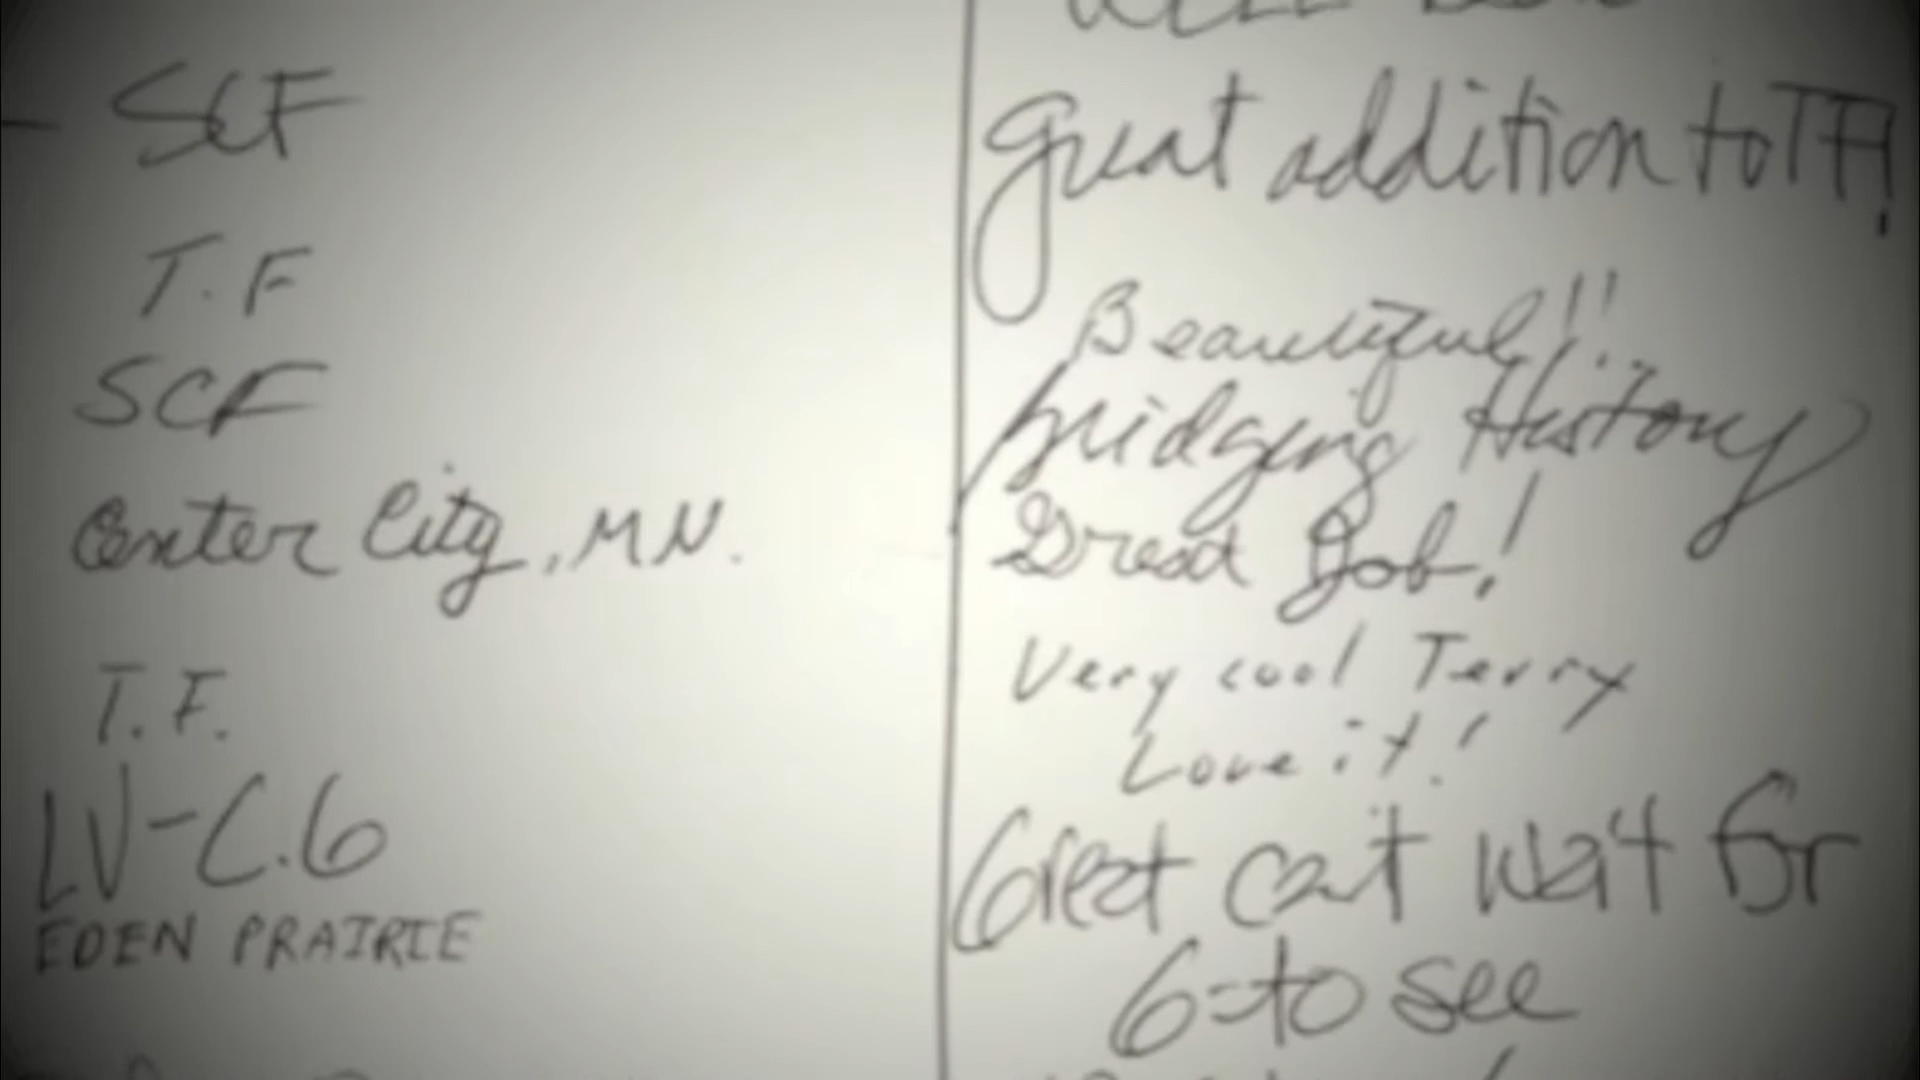 SCF
great addition to TF!
T.F
Beautiful!!
SCF
bridging History
Center City, MN.
Great Job!
T.F.
Very cool Terry
Love it!
LV-C.6
Great can't wait for
EDEN PRAIRIE
6-to see